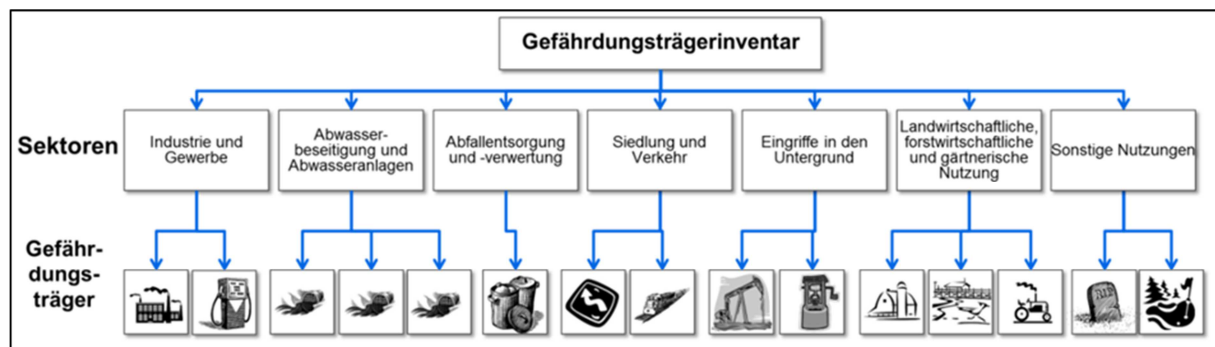 Gefährdungsträgerinventar
Sektoren
Industrie und
Gewerbe
Abwasser-
beseitigung und
Abwasseranlagen
Abfallentsorgung
und -verwertung
Siedlung und
Verkehr
Eingriffe in den
Untergrund
Landwirtschaftliche,
forstwirtschaftliche
und gärtnerische
Nutzung
Sonstige Nutzungen
Gefähr-
dungs-
träger
RIP